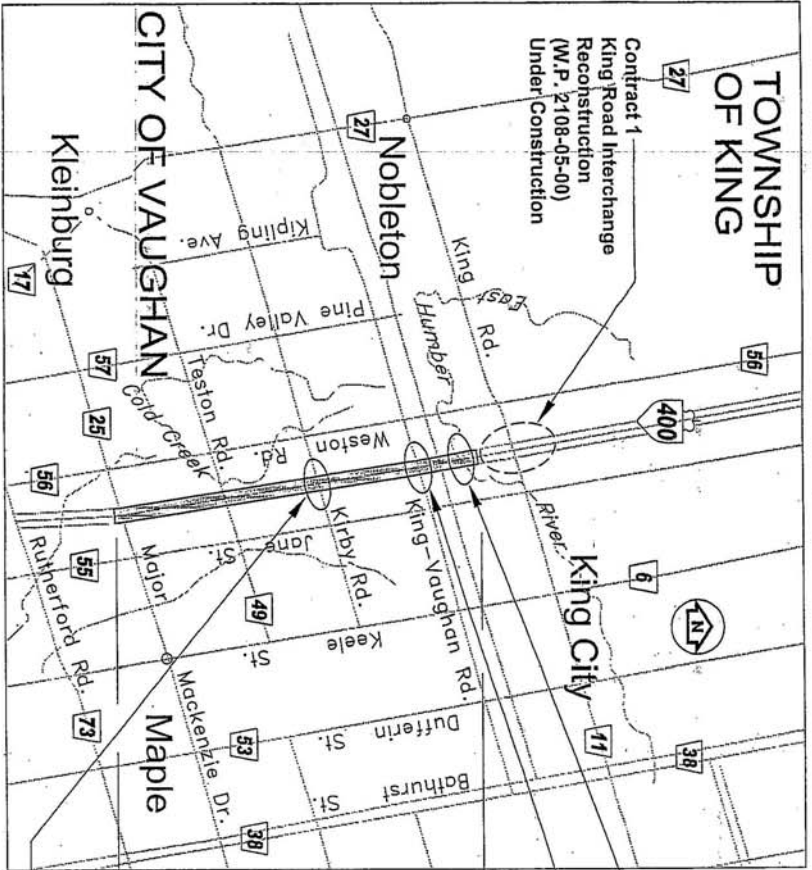 TOWNSHIP
OF KING
27
Contract 1
King Road Interchange
Reconstruction
(W.P. 2108-05-00)
Under Construction
56
400
6
N
38
King Rd.
East
Humber
River
King City
11
27
Nobleton
King-Vaughan Rd.
Kipling Ave.
Pine Valley Dr.
Weston Rd.
Kirby Rd.
Jane St.
Keele St.
Dufferin St.
Bathurst St.
CITY OF VAUGHAN
Teston Rd.
49
Kleinburg
Cold Creek
57
25
Major Mackenzie Dr.
Maple
53
38
17
56
55
Rutherford Rd.
73